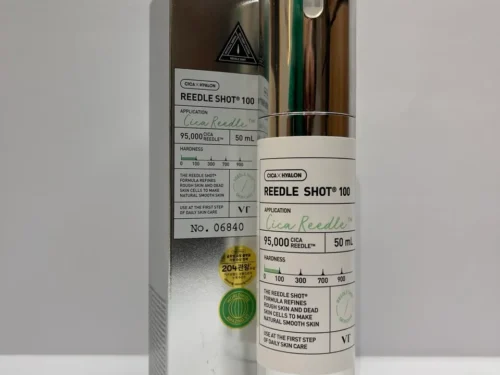 CICA × HYALON
REEDLE SHOT® 100
APPLICATION
Cica Reedle™
95,000 CICA REEDLE™ 50 mL
HARDNESS
0 100 300 700 900
THE REEDLE SHOT®
FORMULA REFINES
ROUGH SKIN AND DEAD
SKIN CELLS TO MAKE
NATURAL SMOOTH SKIN
USE AT THE FIRST STEP
OF DAILY SKIN CARE
VT
No. 06840
204
CICA × HYALON
REEDLE SHOT® 100
APPLICATION
Cica Reedle™
95,000 CICA REEDLE™ 50 mL
HARDNESS
0 100 300 700 900
THE REEDLE SHOT®
FORMULA REFINES
ROUGH SKIN AND DEAD
SKIN CELLS TO MAKE
NATURAL SMOOTH SKIN
USE AT THE FIRST STEP
OF DAILY SKIN CARE
VT